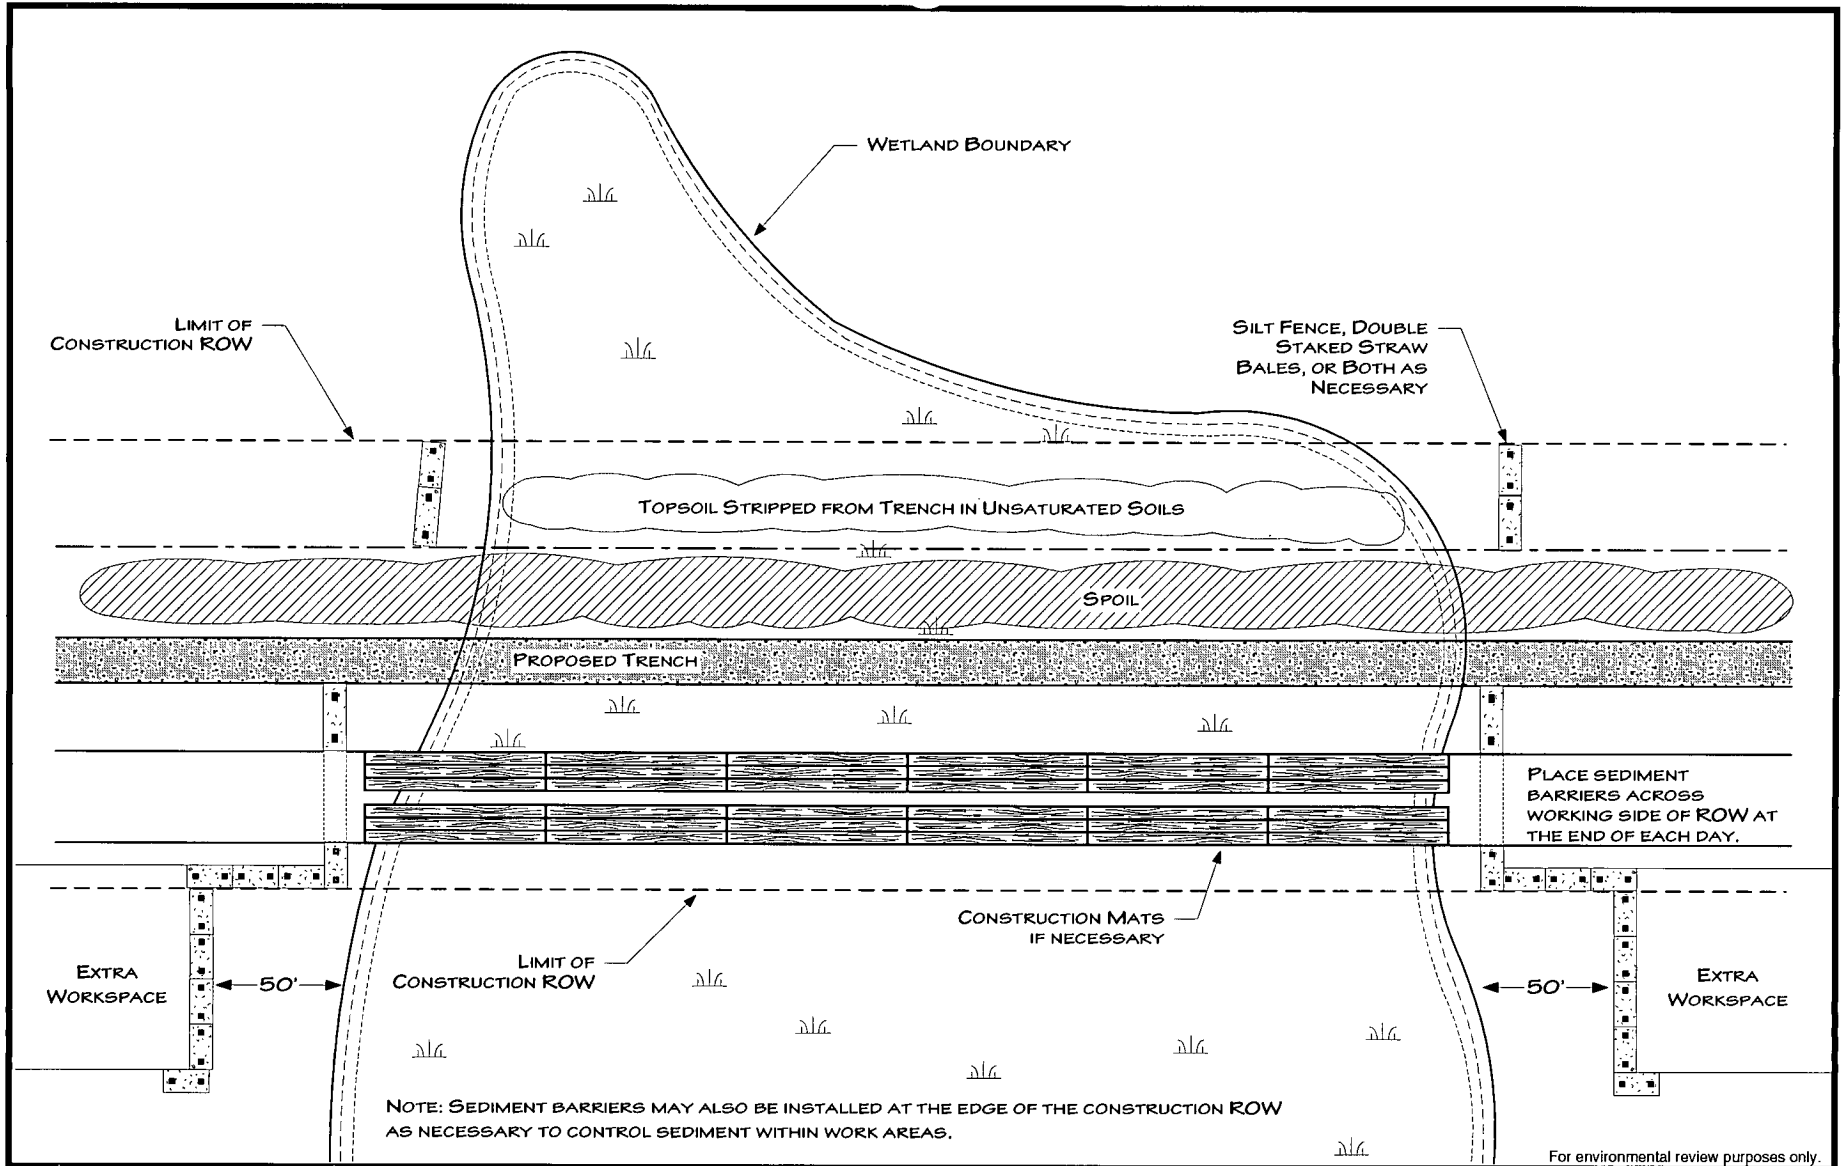 WETLAND BOUNDARY
LIMIT OF
CONSTRUCTION ROW
SILT FENCE, DOUBLE
STAKED STRAW
BALES, OR BOTH AS
NECESSARY
TOPSOIL STRIPPED FROM TRENCH IN UNSATURATED SOILS
SPOIL
PROPOSED TRENCH
PLACE SEDIMENT
BARRIERS ACROSS
WORKING SIDE OF ROW AT
THE END OF EACH DAY.
CONSTRUCTION MATS
IF NECESSARY
LIMIT OF
CONSTRUCTION ROW
EXTRA
WORKSPACE
50'
50'
EXTRA
WORKSPACE
NOTE: SEDIMENT BARRIERS MAY ALSO BE INSTALLED AT THE EDGE OF THE CONSTRUCTION ROW
AS NECESSARY TO CONTROL SEDIMENT WITHIN WORK AREAS.
For environmental review purposes only.